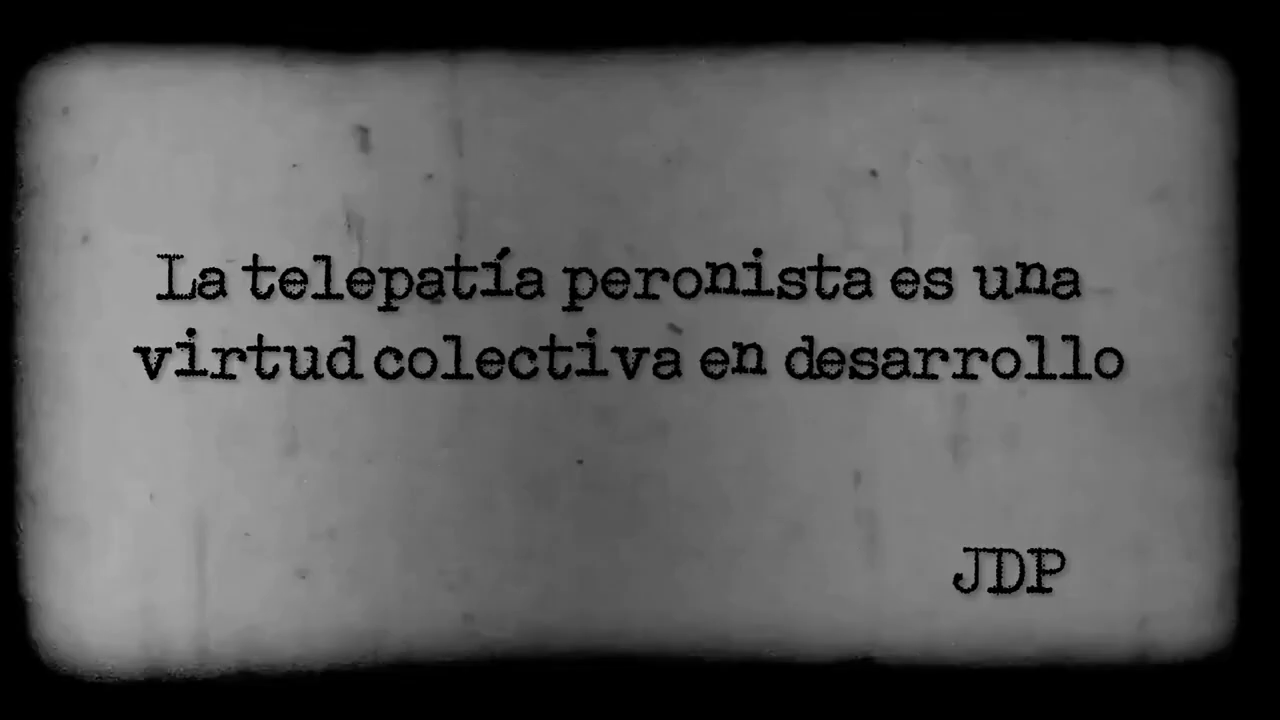 La telepatía peronista es una
virtud colectiva en desarrollo
JDP